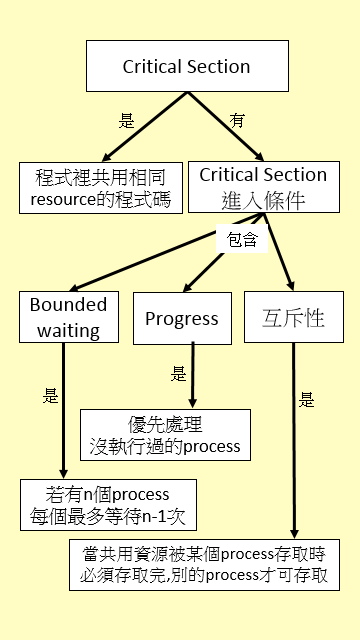 Critical Section
是
有
程式裡共用相同
resource的程式碼
Critical Section
進入條件
包含
Bounded
waiting
Progress
互斥性
是
是
是
優先處理
沒執行過的process
若有n個process
每個最多等待n-1次
當共用資源被某個process存取時
必須存取完,別的process才可存取